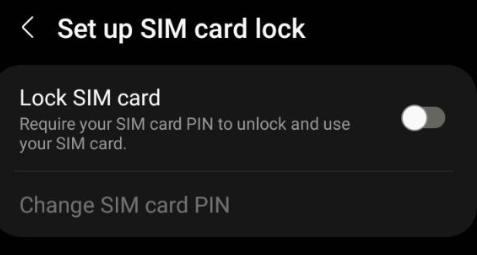 Set up SIM card lock
Lock SIM card
Require your SIM card PIN to unlock and use
your SIM card.
Change SIM card PIN